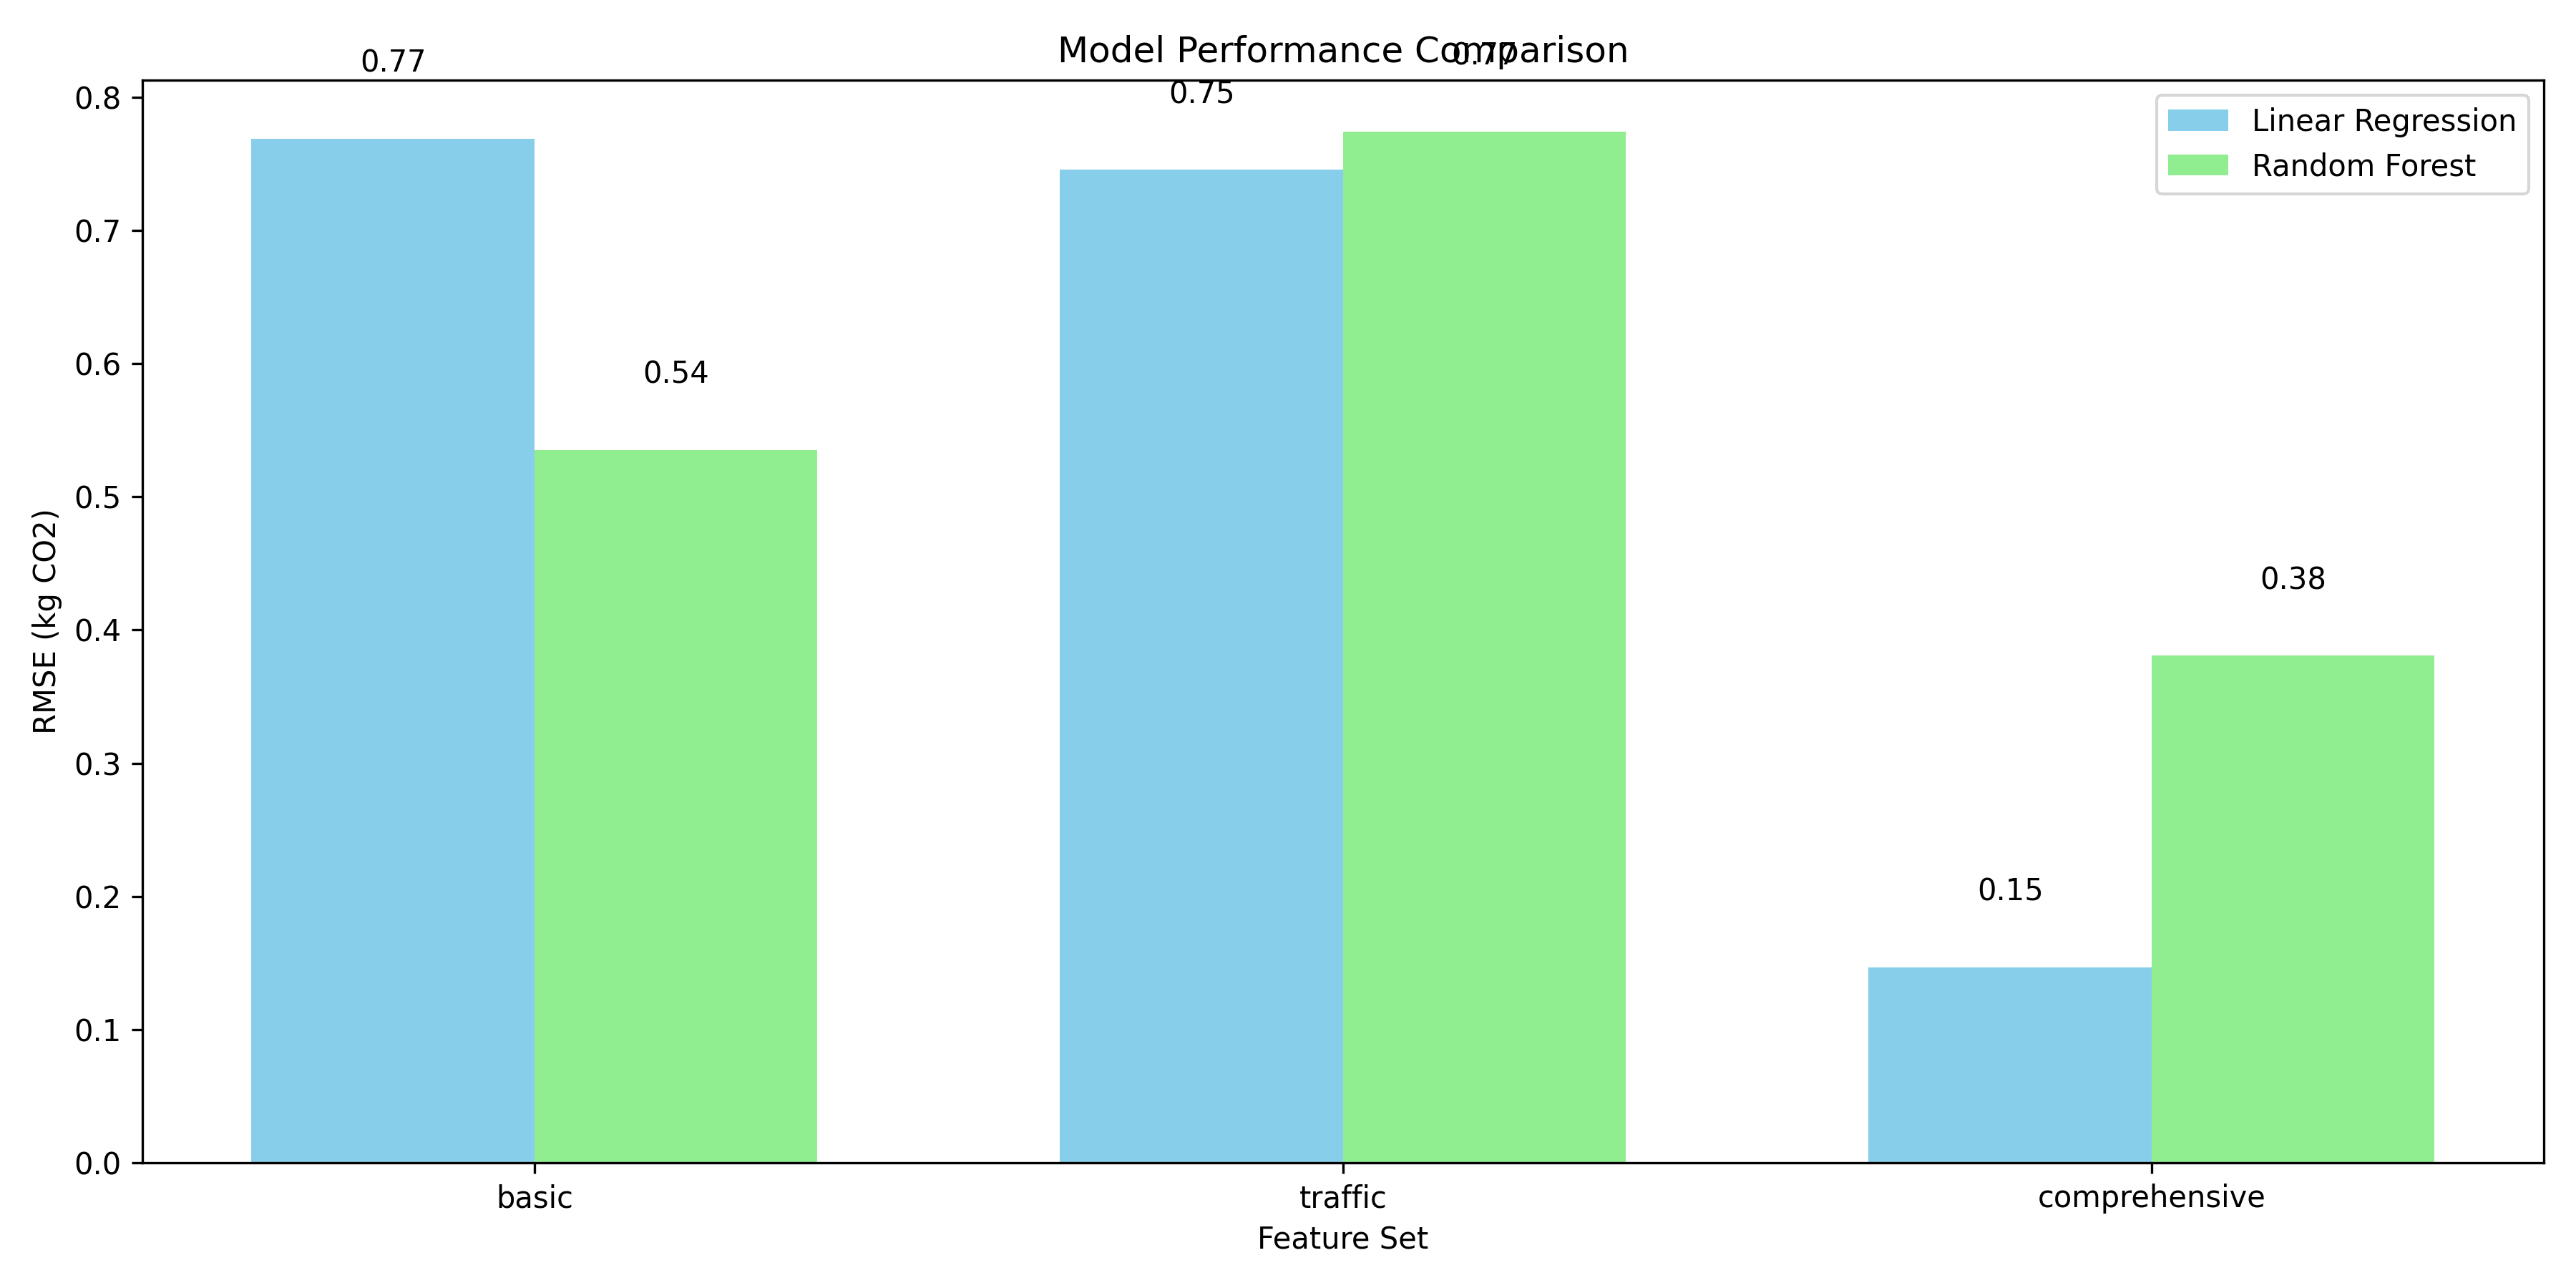 Model Performance Comparison
0.77
0.75
0.77
0.54
0.38
0.15
Linear Regression
Random Forest
RMSE (kg CO2)
0.8
0.7
0.6
0.5
0.4
0.3
0.2
0.1
0.0
basic
traffic
comprehensive
Feature Set